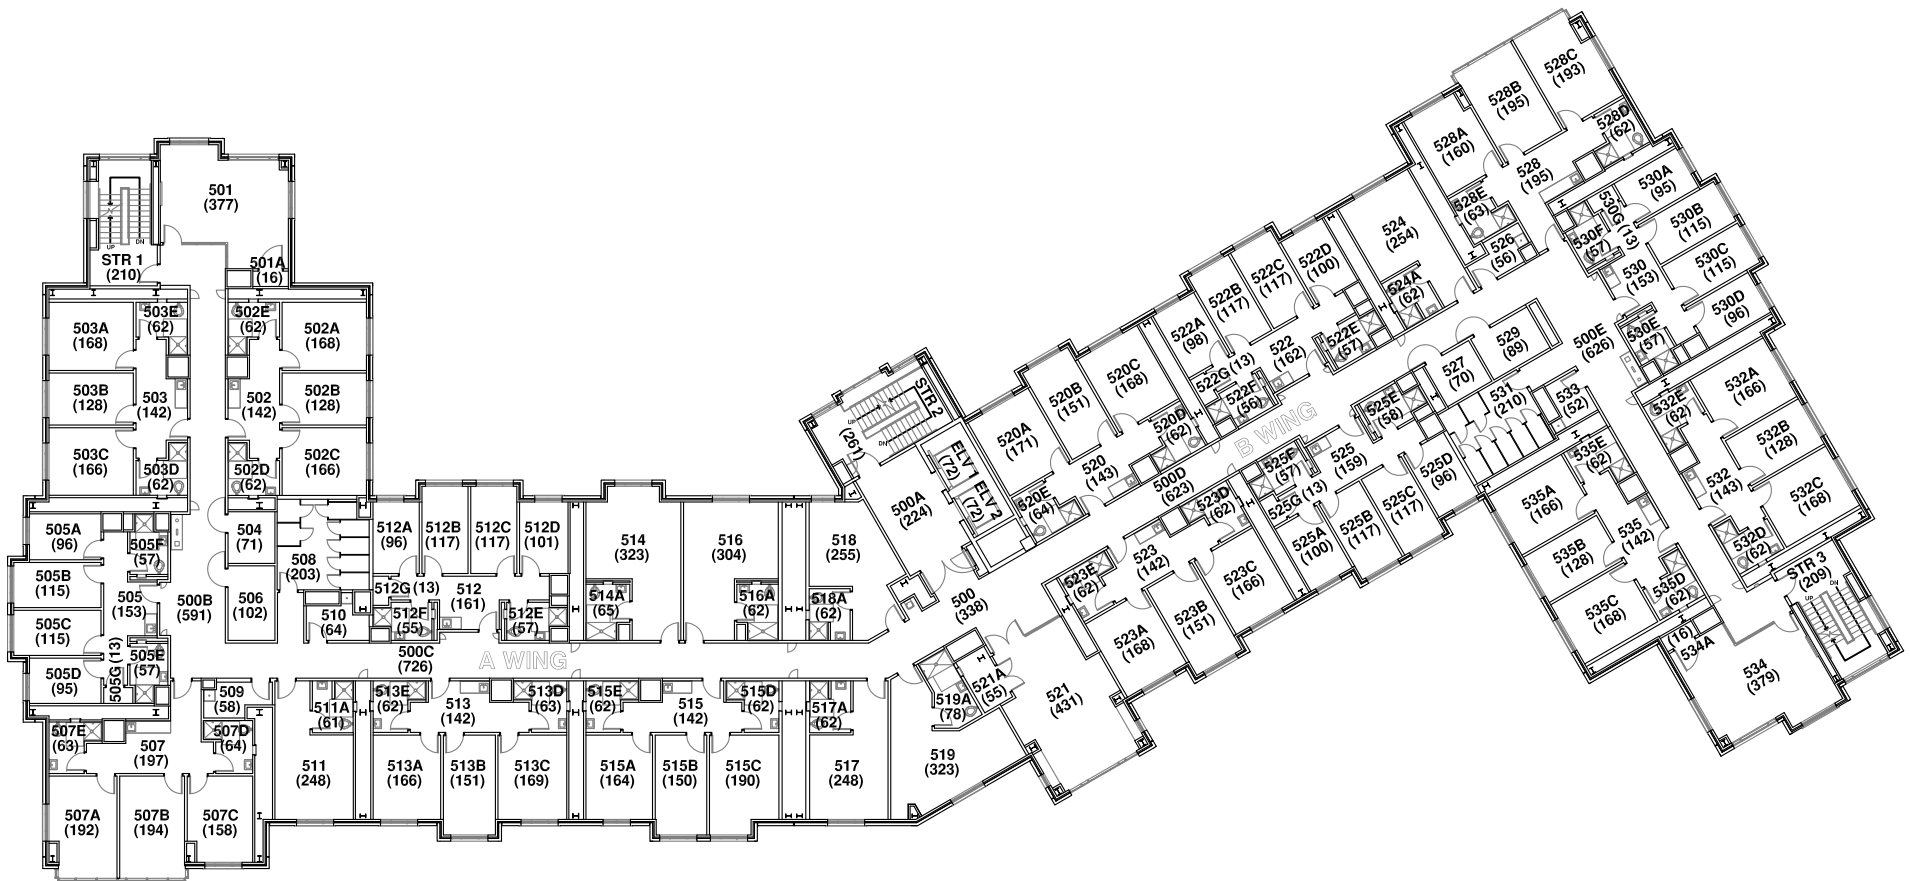 501
(377)
UP
DN
STR 1
(210)
501A
(16)
503E
(62)
502E
(62)
503A
(168)
502A
(168)
503B
(128)
503
(142)
502
(142)
502B
(128)
503C
(166)
503D
(62)
502D
(62)
502C
(166)
505A
(96)
505F
(57)
504
(71)
508
(203)
505B
(115)
505
(153)
500B
(591)
506
(102)
510
(64)
505C
(115)
505G (13)
505E
(57)
505D
(95)
509
(58)
507E
(63)
507
(197)
507D
(64)
507A
(192)
507B
(194)
507C
(158)
512A
(96)
512B
(117)
512C
(117)
512D
(101)
512G (13)
512
(161)
512F
(55)
512E
(57)
514
(323)
514A
(65)
516
(304)
516A
(62)
518
(255)
518A
(62)
500C
(726)
A WING
511A
(61)
511
(248)
513E
(62)
513
(142)
513D
(63)
513A
(166)
513B
(151)
513C
(169)
515E
(62)
515
(142)
515D
(62)
515A
(164)
515B
(150)
515C
(190)
517A
(62)
517
(248)
519A
(78)
519
(323)
521A
(55)
521
(431)
500
(338)
STR 2
(261)
UP
DN
500A
(224)
ELV 1
(72)
ELV 2
(72)
520A
(171)
520B
(151)
520C
(168)
520D
(62)
520
(143)
520E
(64)
500D
(623)
B WING
522A
(98)
522B
(117)
522C
(117)
522D
(100)
522
(162)
522G (13)
522F
(56)
522E
(57)
524
(254)
524A
(62)
526
(56)
528A
(160)
528B
(195)
528C
(193)
528D
(62)
528
(195)
528E
(63)
530A
(95)
530B
(115)
530C
(115)
530D
(96)
530G (13)
530F
(57)
530
(153)
530E
(57)
500E
(626)
529
(89)
527
(70)
531
(210)
533
(52)
523E
(62)
523
(142)
523D
(62)
523A
(168)
523B
(151)
523C
(166)
525F
(57)
525G (13)
525
(159)
525E
(58)
525A
(100)
525B
(117)
525C
(117)
525D
(96)
532A
(166)
532B
(128)
532C
(168)
532E
(62)
532
(143)
532D
(62)
535E
(62)
535A
(166)
535B
(128)
535
(142)
535C
(168)
535D
(62)
STR 3
(209)
UP
DN
(16)
534A
534
(379)